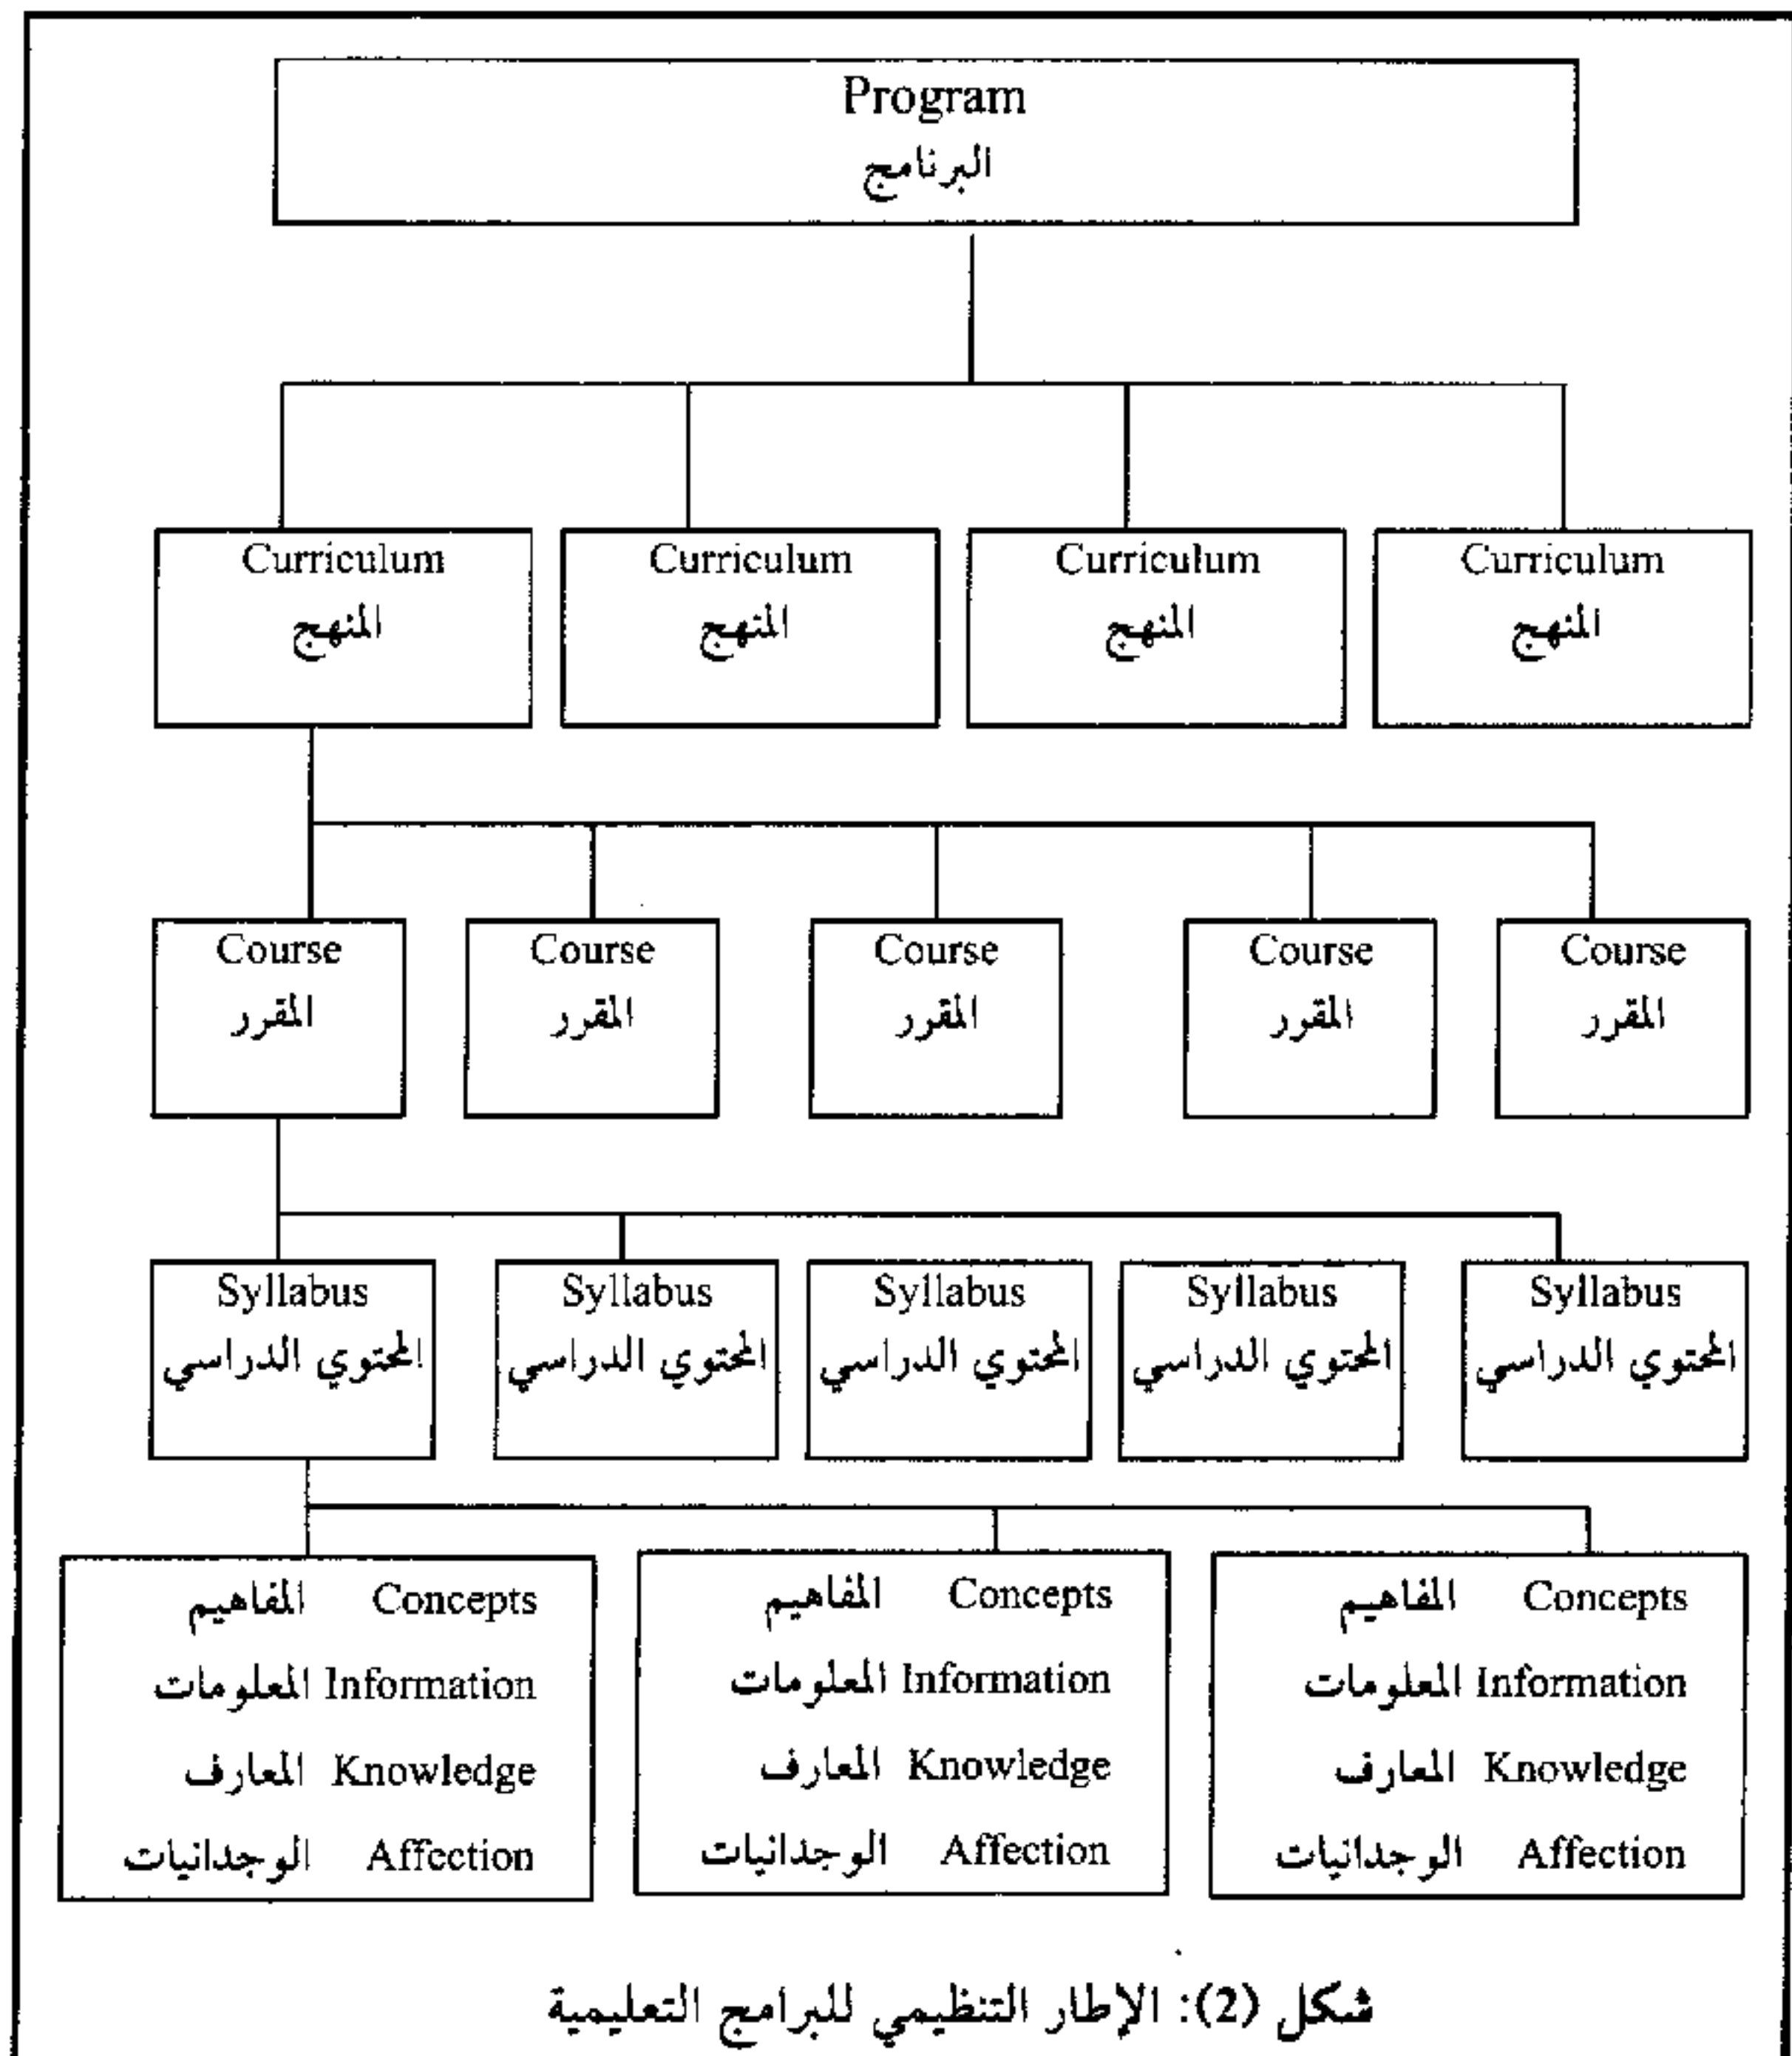 Program
البرنامج
Curriculum
المنهج
Curriculum
المنهج
Curriculum
المنهج
Curriculum
المنهج
Course
المقرر
Course
المقرر
Course
المقرر
Course
المقرر
Course
المقرر
Syllabus
المحتوي الدراسي
Syllabus
المحتوي الدراسي
Syllabus
المحتوي الدراسي
Syllabus
المحتوي الدراسي
Syllabus
المحتوي الدراسي
Concepts المفاهيم
Information المعلومات
Knowledge المعارف
Affection الوجدانيات
Concepts المفاهيم
Information المعلومات
Knowledge المعارف
Affection الوجدانيات
Concepts المفاهيم
Information المعلومات
Knowledge المعارف
Affection الوجدانيات
شكل (2): الإطار التنظيمي للبرامج التعليمية